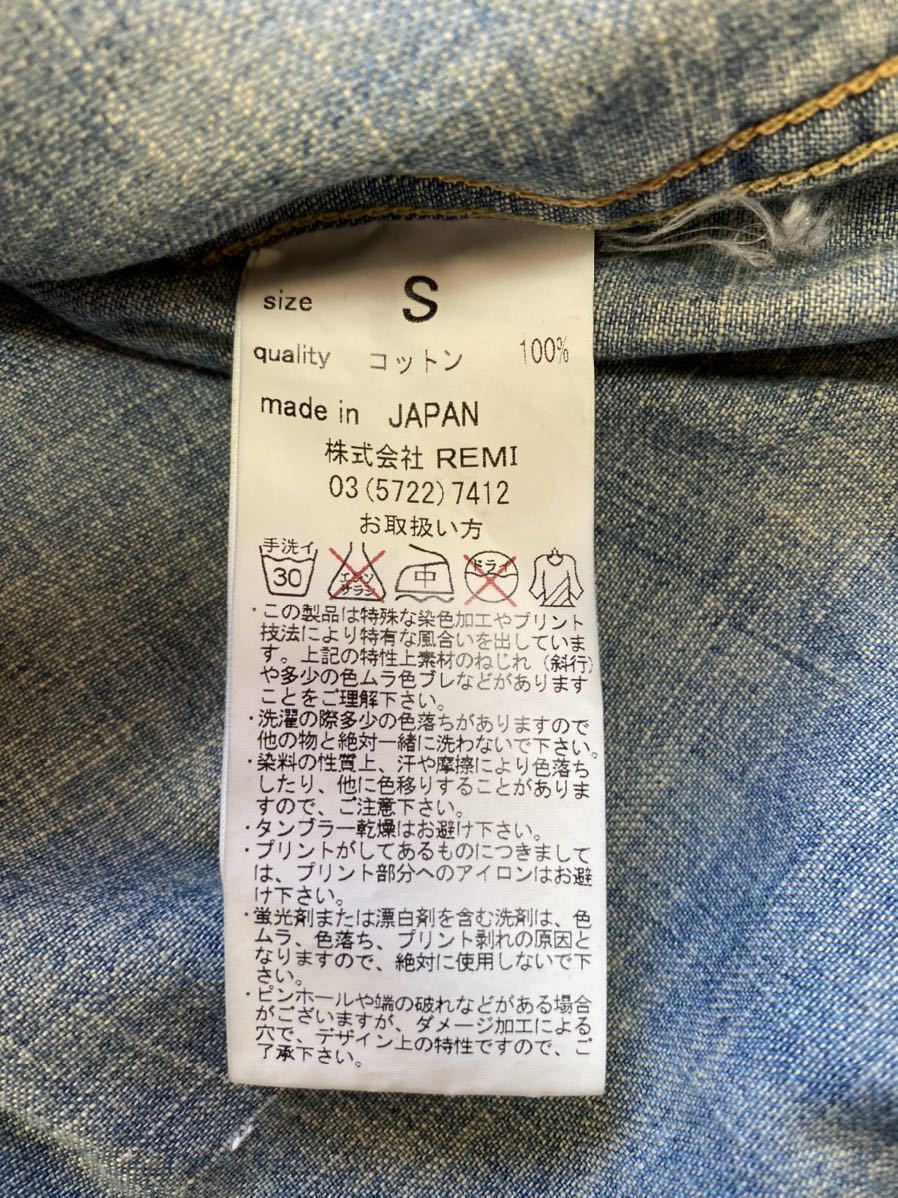 size S
quality コットン 100%
made in JAPAN
株式会社 REMI
03(5722)7412
お取扱い方
手洗イ
30 エンソサラシ 中 ドライ
・この製品は特殊な染色加工やプリント
技法により特有な風合いを出していま
す。上記の特性上素材のねじれ(斜行)
や多少の色ムラ色ブレなどがあります
ことをご理解下さい。
・洗濯の際多少の色落ちがありますので
他の物と絶対一緒に洗わないで下さい。
・染料の性質上、汗や摩擦により色落ち
したり、他に色移りすることがありま
すので、ご注意下さい。
・タンブラー乾燥はお避け下さい。
・プリントがしてあるものにつきまして
は、プリント部分へのアイロンはお避
け下さい。
・蛍光剤または漂白剤を含む洗剤は、色
ムラ、色落ち、プリント剥れの原因と
なりますので、絶対に使用しないで下
さい。
・ピンホールや端の破れなどがある場合
がございますが、ダメージ加工による
穴で、デザイン上の特性ですので、ご
了承下さい。